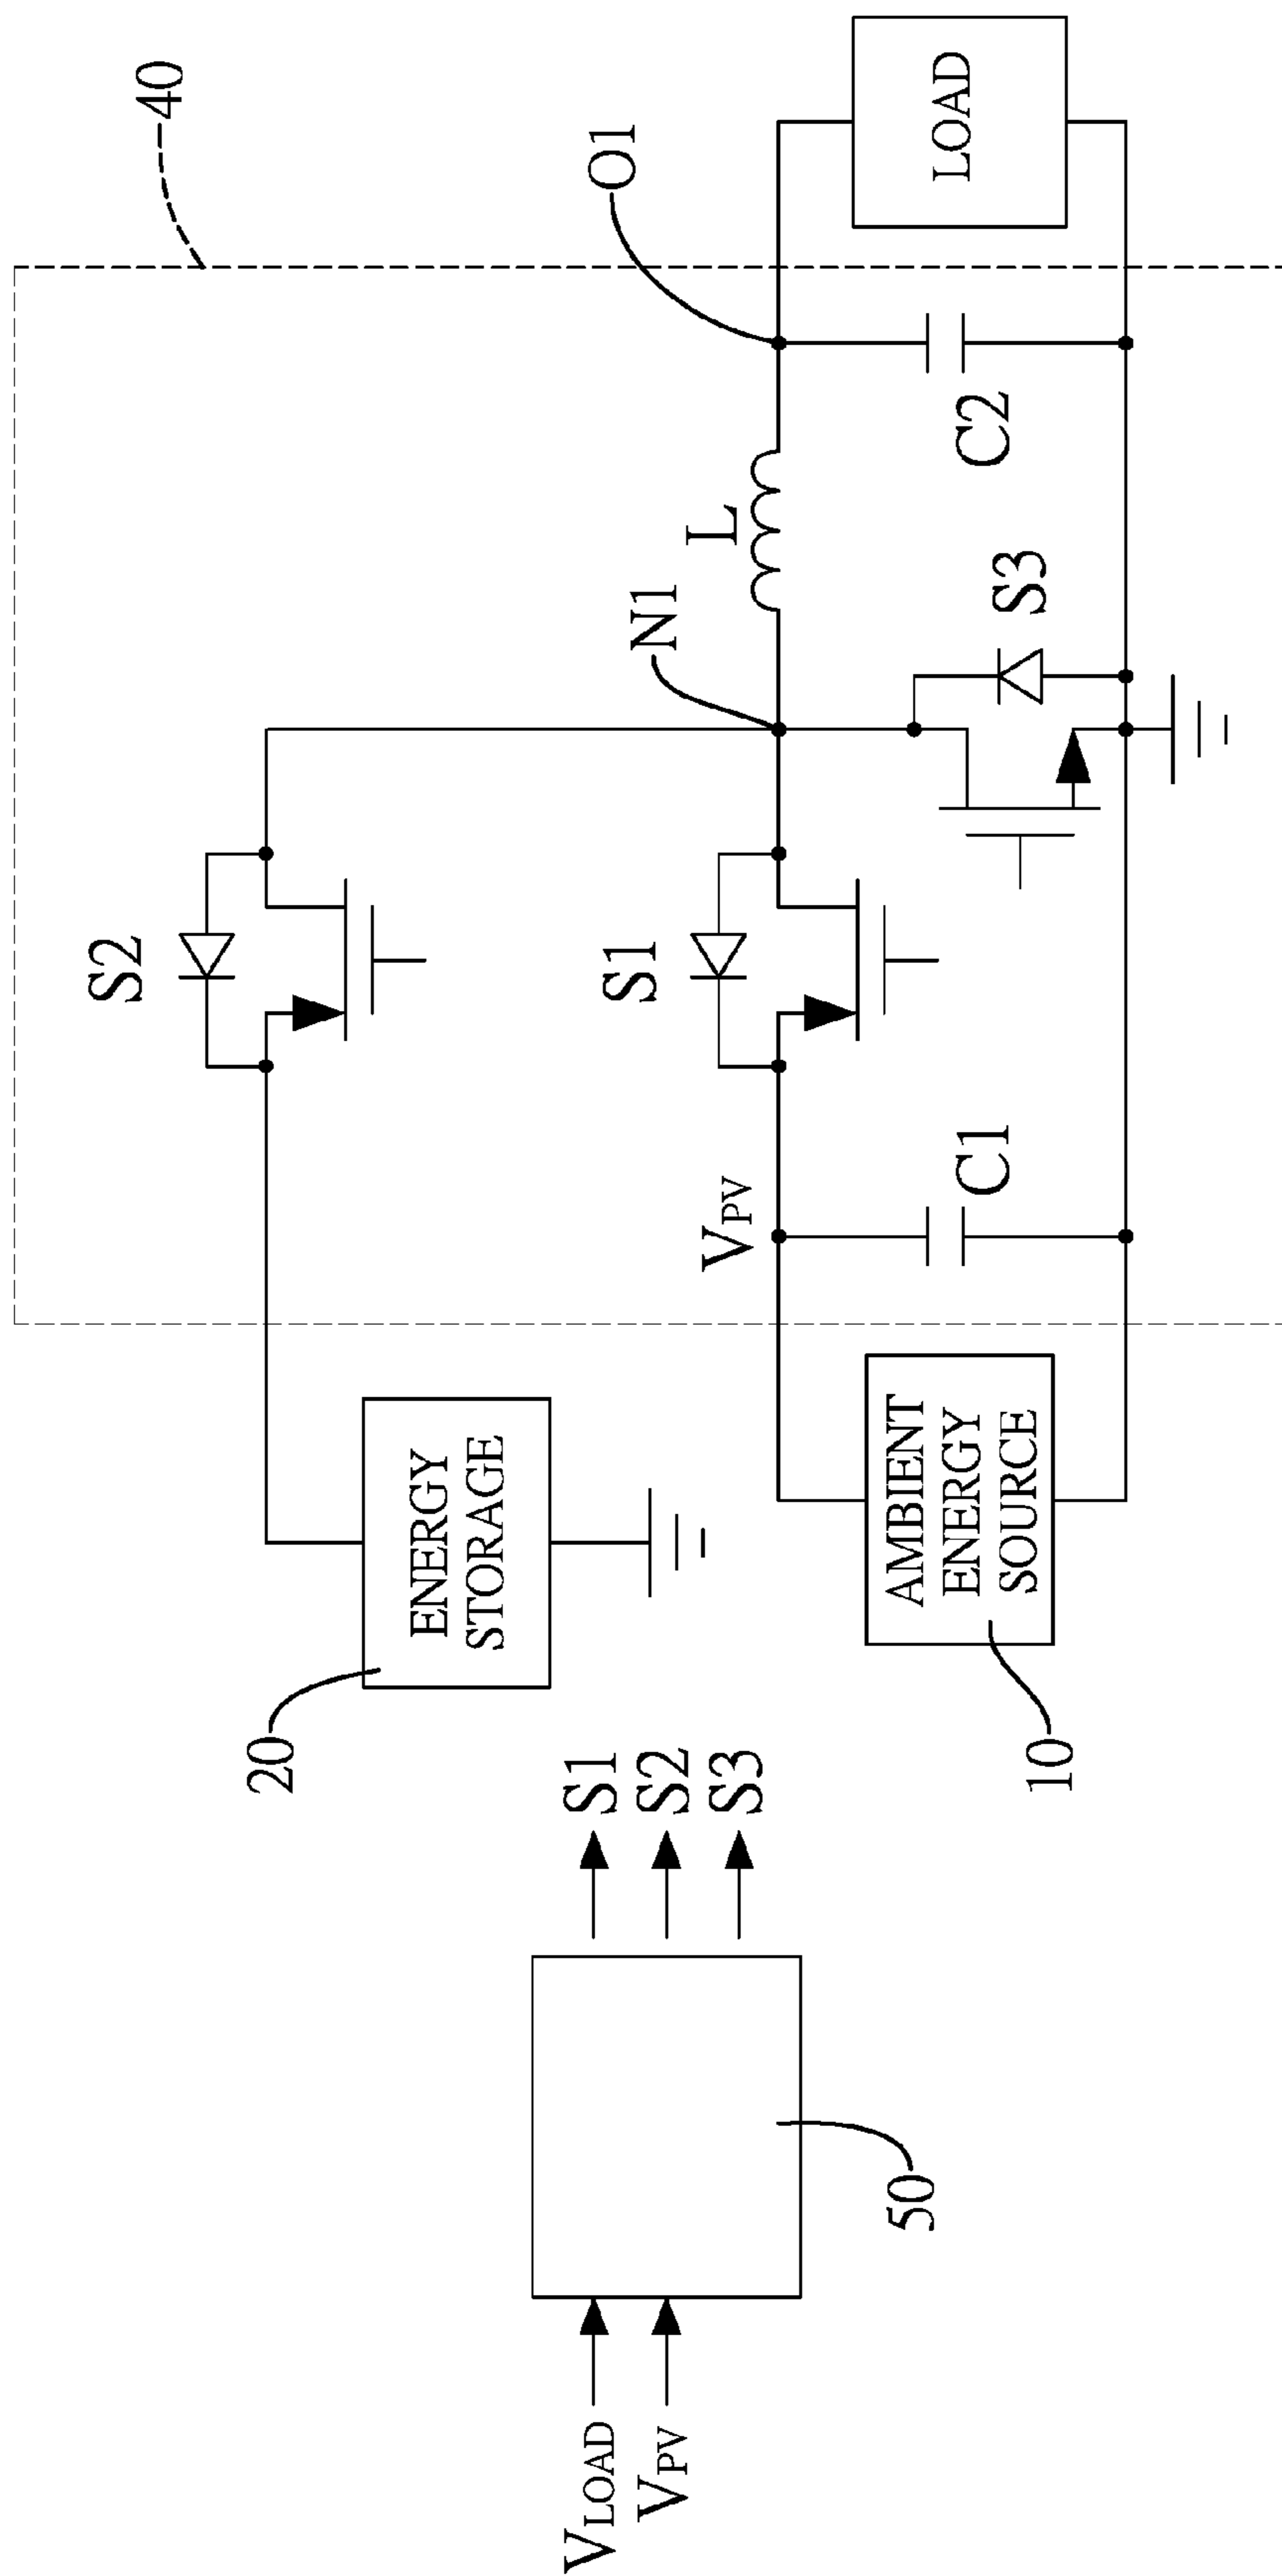 40
S2
O1
N1
L
S1
VPV
C1
S3
C2
LOAD
20
ENERGY
STORAGE
AMBIENT
ENERGY
SOURCE
10
VLOAD
VPV
S1
S2
S3
50